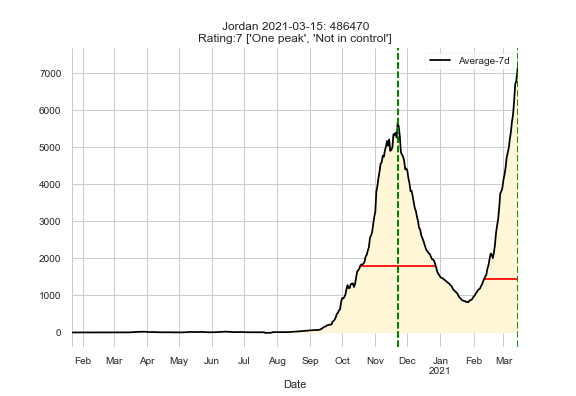 Jordan 2021-03-15: 486470
Rating:7 ['One peak', 'Not in control']
Average-7d
7000
6000
5000
4000
3000
2000
1000
0
Feb Mar Apr May Jun Jul Aug Sep Oct Nov Dec Jan Feb Mar
2021
Date